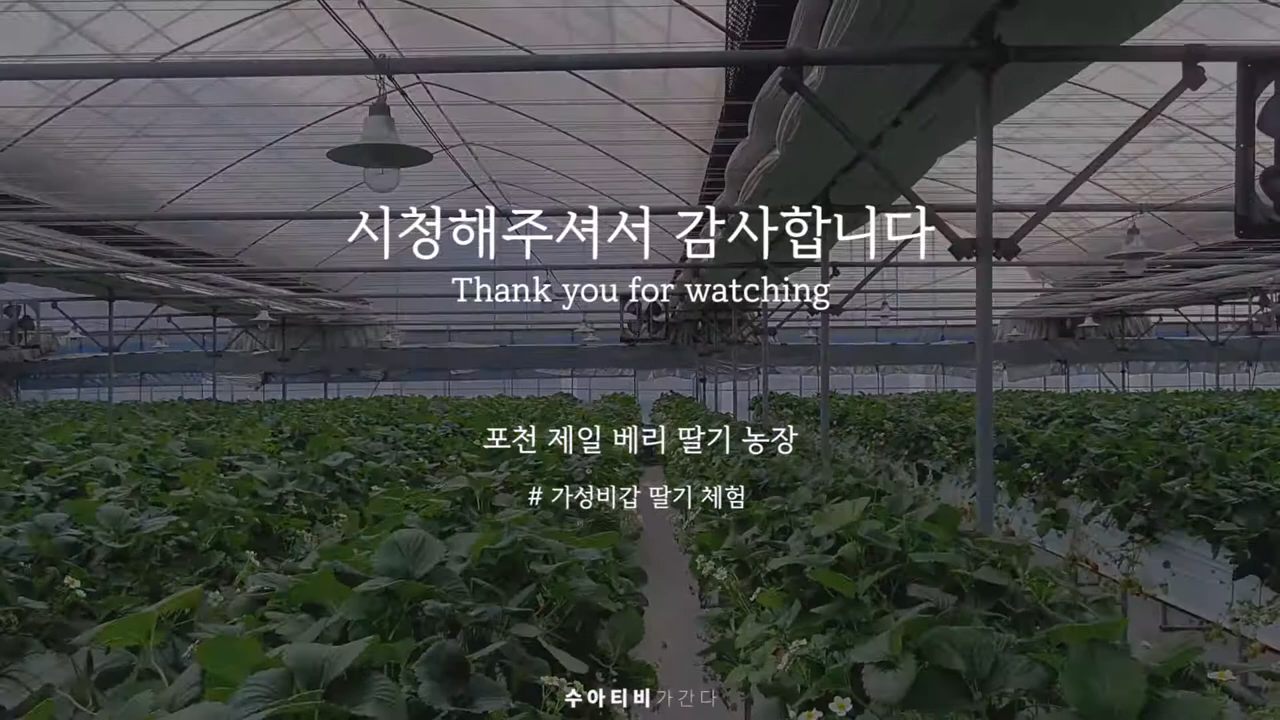 시청해주셔서 감사합니다
Thank you for watching
포천 제일 베리 딸기 농장
# 가성비갑 딸기 체험
수아티비가간다